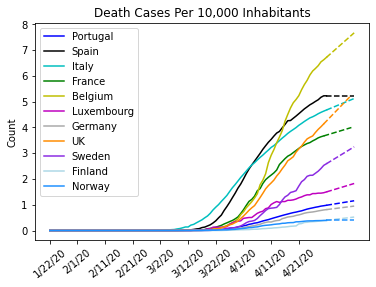 Death Cases Per 10,000 Inhabitants
8
7
6
5
4
3
2
1
0
Count
Portugal
Spain
Italy
France
Belgium
Luxembourg
Germany
UK
Sweden
Finland
Norway
1/22/20
2/1/20
2/11/20
2/21/20
3/2/20
3/12/20
3/22/20
4/1/20
4/11/20
4/21/20